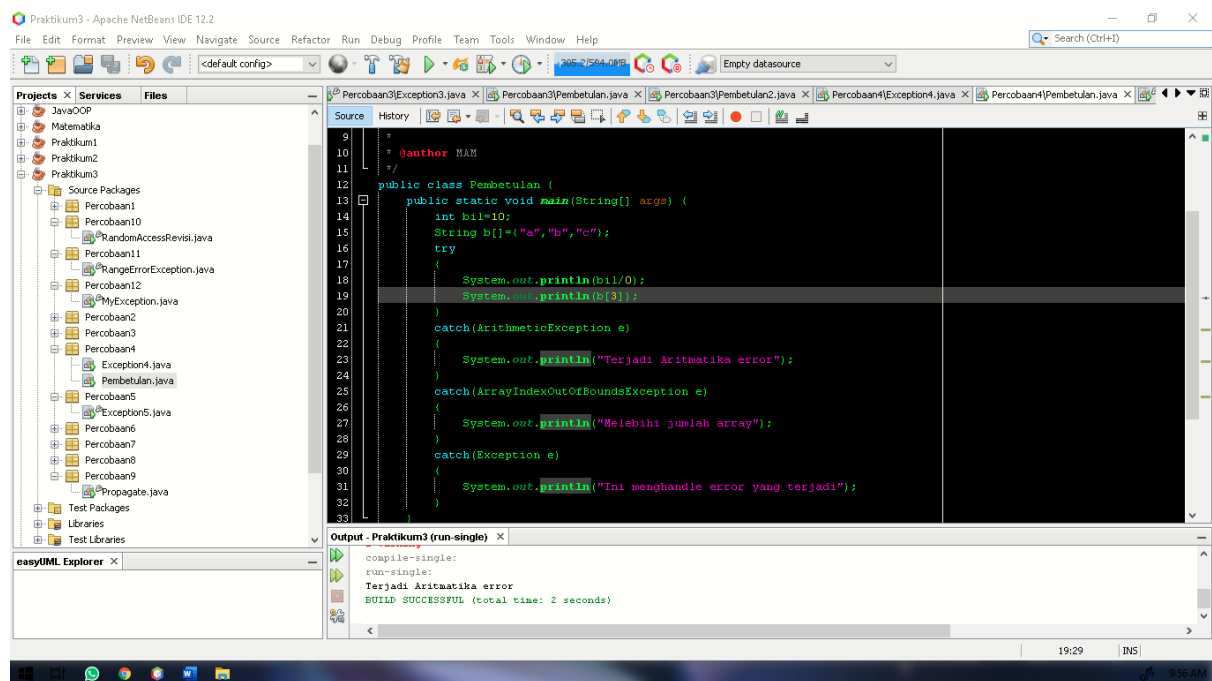 Praktikum3 - Apache NetBeans IDE 12.2
File Edit Format Preview View Navigate Source Refactor Run Debug Profile Team Tools Window Help
Search (Ctrl+I)
<default config>
305.2/594.0MB
Empty datasource
Projects Services Files
Percobaan3\Exception3.java Percobaan3\Pembetulan.java Percobaan3\Pembetulan2.java Percobaan4\Exception4.java Percobaan4\Pembetulan.java
Source History
JavaOOP
Matematika
Praktikum1
Praktikum2
Praktikum3
Source Packages
Percobaan1
Percobaan10
RandomAccessRevisi.java
Percobaan11
RangeErrorException.java
Percobaan12
MyException.java
Percobaan2
Percobaan3
Percobaan4
Exception4.java
Pembetulan.java
Percobaan5
Exception5.java
Percobaan6
Percobaan7
Percobaan8
Percobaan9
Propagate.java
Test Packages
Libraries
Test Libraries
easyUML Explorer
9 *
10 * @author MAM
11 */
12 public class Pembetulan {
13 public static void main(String[] args) {
14 int bil=10;
15 String b[]={"a","b","c"};
16 try
17 {
18 System.out.println(bil/0);
19 System.out.println(b[3]);
20 }
21 catch(ArithmeticException e)
22 {
23 System.out.println("Terjadi Aritmatika error");
24 }
25 catch(ArrayIndexOutOfBoundsException e)
26 {
27 System.out.println("Melebihi jumlah array");
28 }
29 catch(Exception e)
30 {
31 System.out.println("Ini menghandle error yang terjadi");
32 }
33 }
Output - Praktikum3 (run-single)
compile-single:
run-single:
Terjadi Aritmatika error
BUILD SUCCESSFUL (total time: 2 seconds)
19:29 INS
9:56 AM